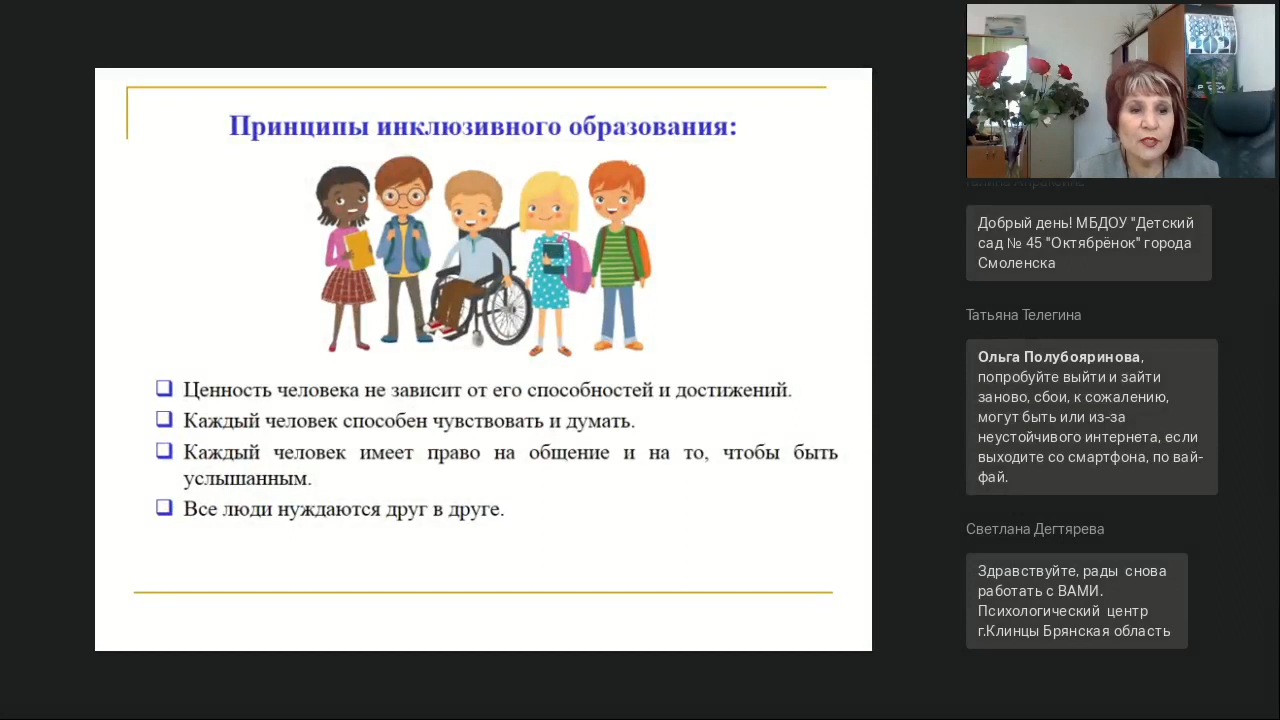 Принципы инклюзивного образования:
Ценность человека не зависит от его способностей и достижений.
Каждый человек способен чувствовать и думать.
Каждый человек имеет право на общение и на то, чтобы быть
услышанным.
Все люди нуждаются друг в друге.
Добрый день! МБДОУ "Детский
сад № 45 "Октябрёнок" города
Смоленска
Татьяна Телегина
Ольга Полубояринова,
попробуйте выйти и зайти
заново, сбои, к сожалению,
могут быть или из-за
неустойчивого интернета, если
выходите со смартфона, по вай-
фай.
Светлана Дегтярева
Здравствуйте, рады снова
работать с ВАМИ.
Психологический центр
г.Клинцы Брянская область